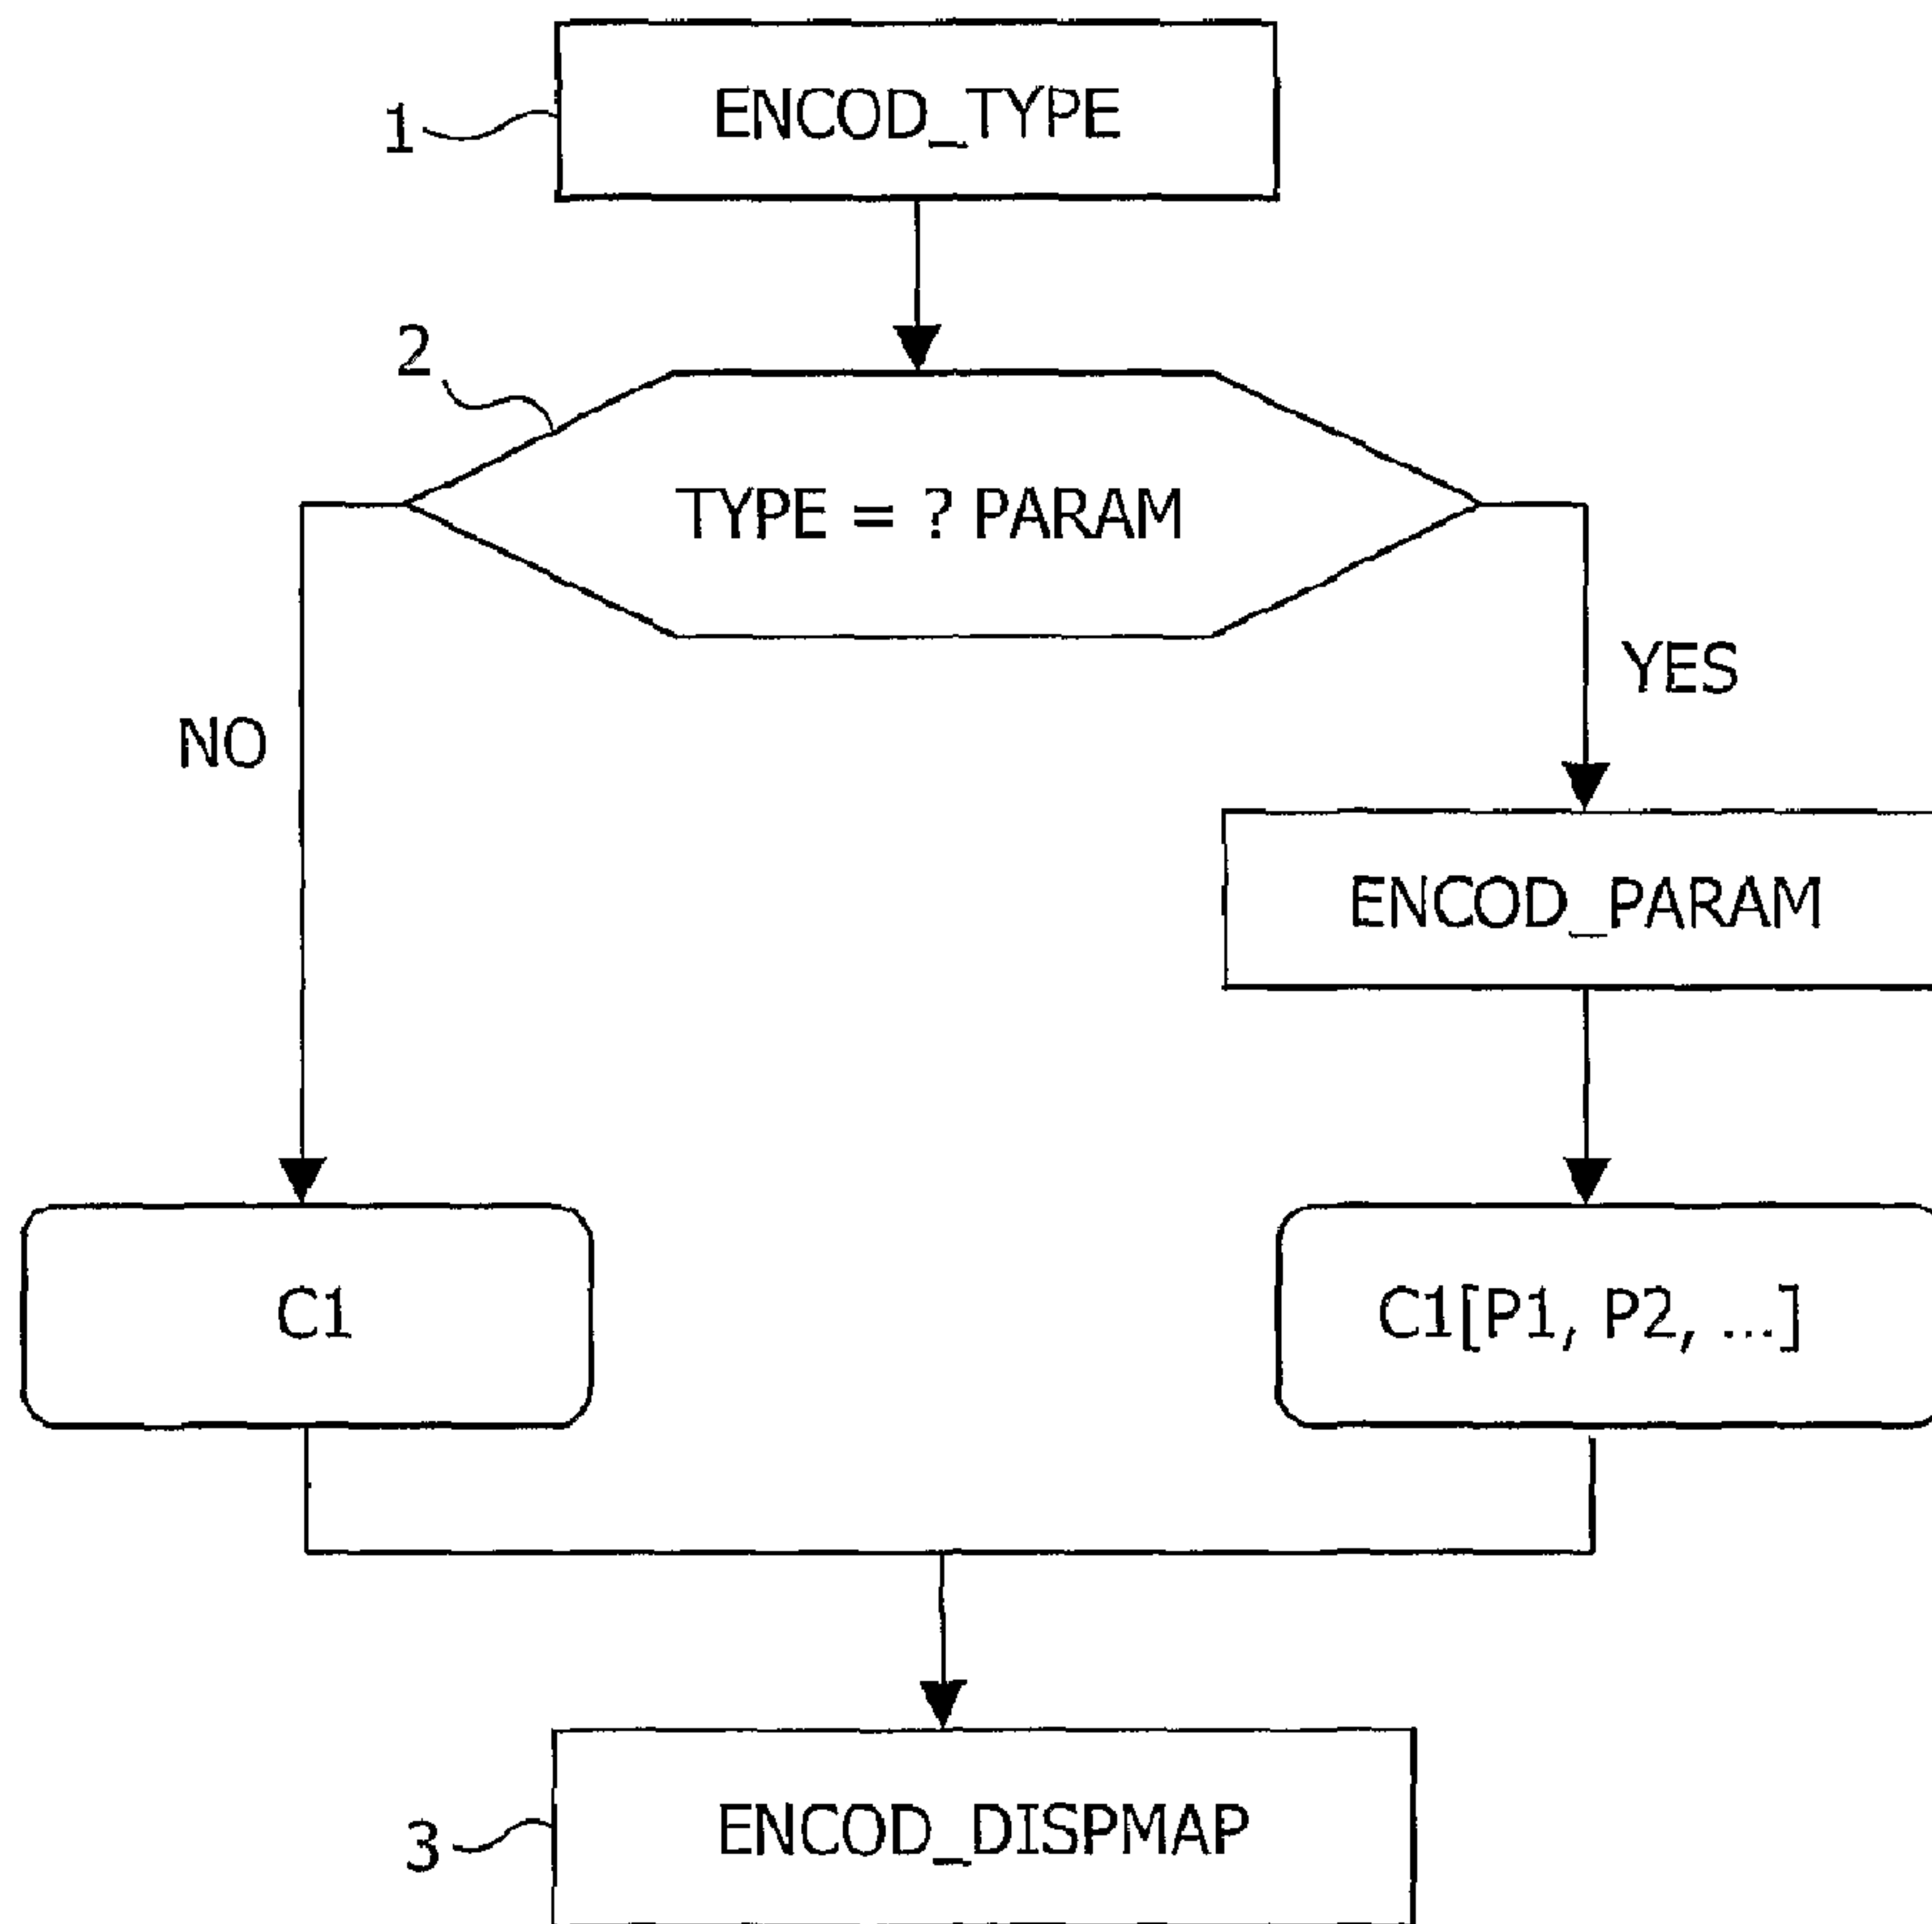 1
ENCOD_TYPE
2
TYPE = ? PARAM
YES
NO
ENCOD_PARAM
C1
C1[P1, P2, ...]
3
ENCOD_DISPMAP